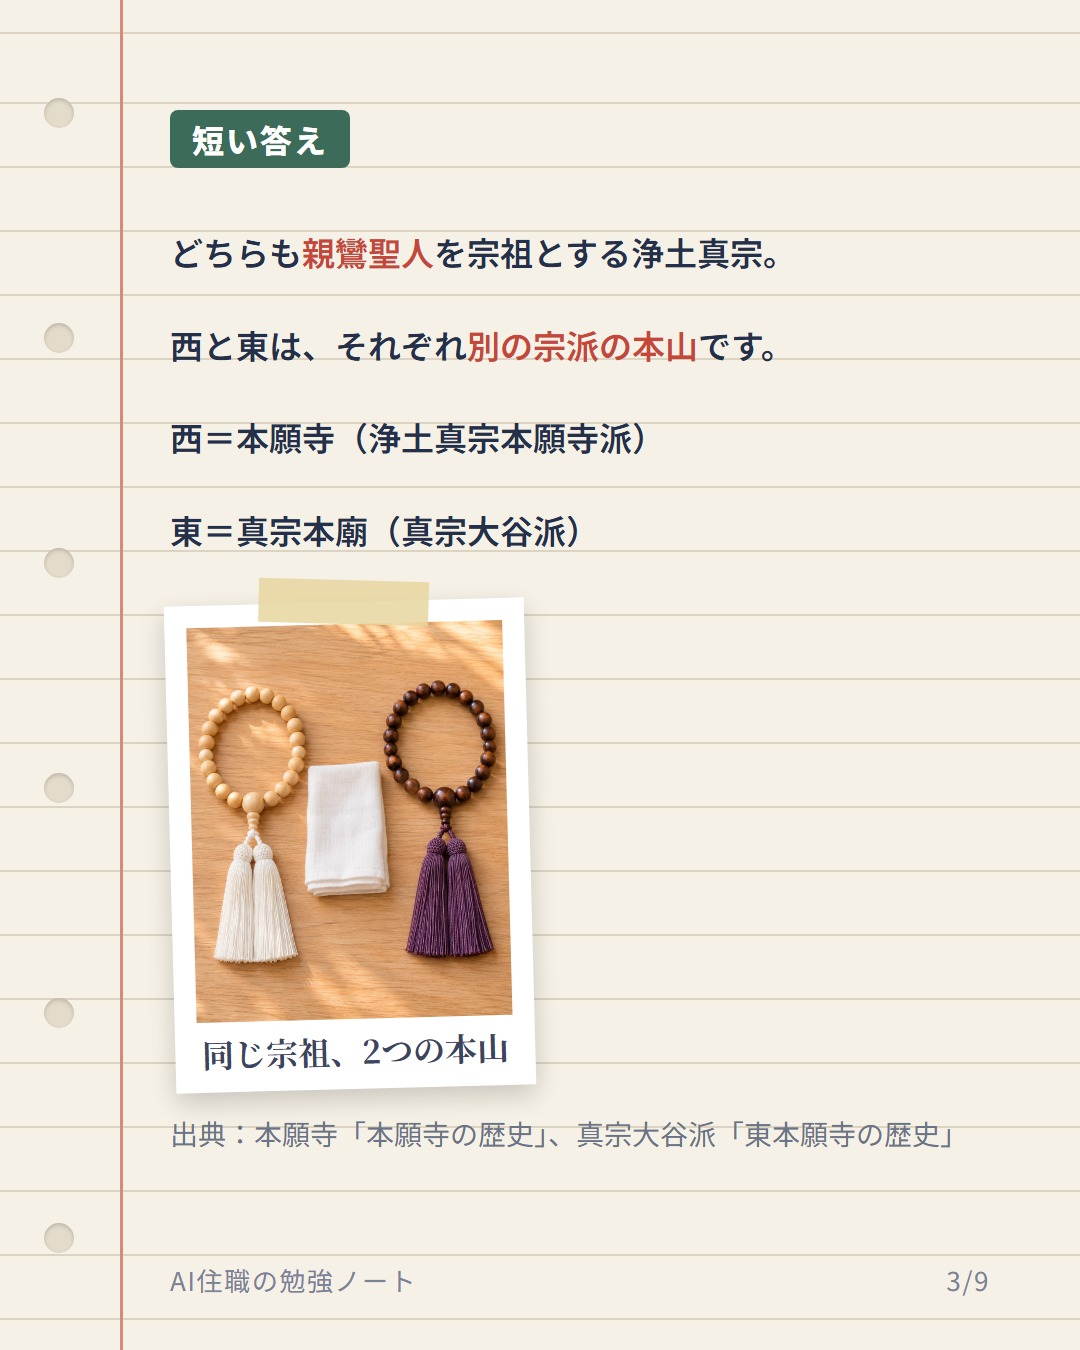 短い答え
どちらも親鸞聖人を宗祖とする浄土真宗。
西と東は、それぞれ別の宗派の本山です。
西＝本願寺（浄土真宗本願寺派）
東＝真宗本廟（真宗大谷派）
同じ宗祖、2つの本山
出典：本願寺「本願寺の歴史」、真宗大谷派「東本願寺の歴史」
AI住職の勉強ノート
3/9